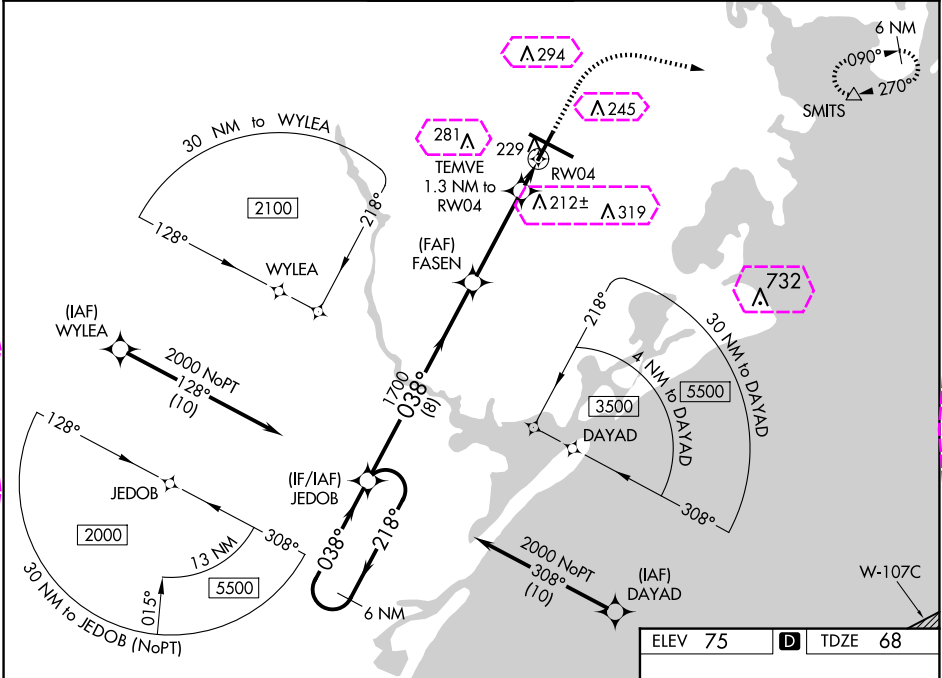 6 NM
090°
270°
SMITS
294
245
281
229
TEMVE
1.3 NM to
RW04
RW04
212±
319
30 NM to WYLEA
2100
218°
128°
WYLEA
(FAF)
FASEN
732
(IAF)
WYLEA
2000 NoPT
128°
(10)
1700
038°
(8)
218°
30 NM to DAYAD
4 NM to DAYAD
5500
3500
DAYAD
308°
128°
JEDOB
(IF/IAF)
JEDOB
2000
13 NM
308°
5500
015°
30 NM to JEDOB (NoPT)
038°
218°
6 NM
2000 NoPT
308°
(10)
(IAF)
DAYAD
W-107C
ELEV 75 D TDZE 68